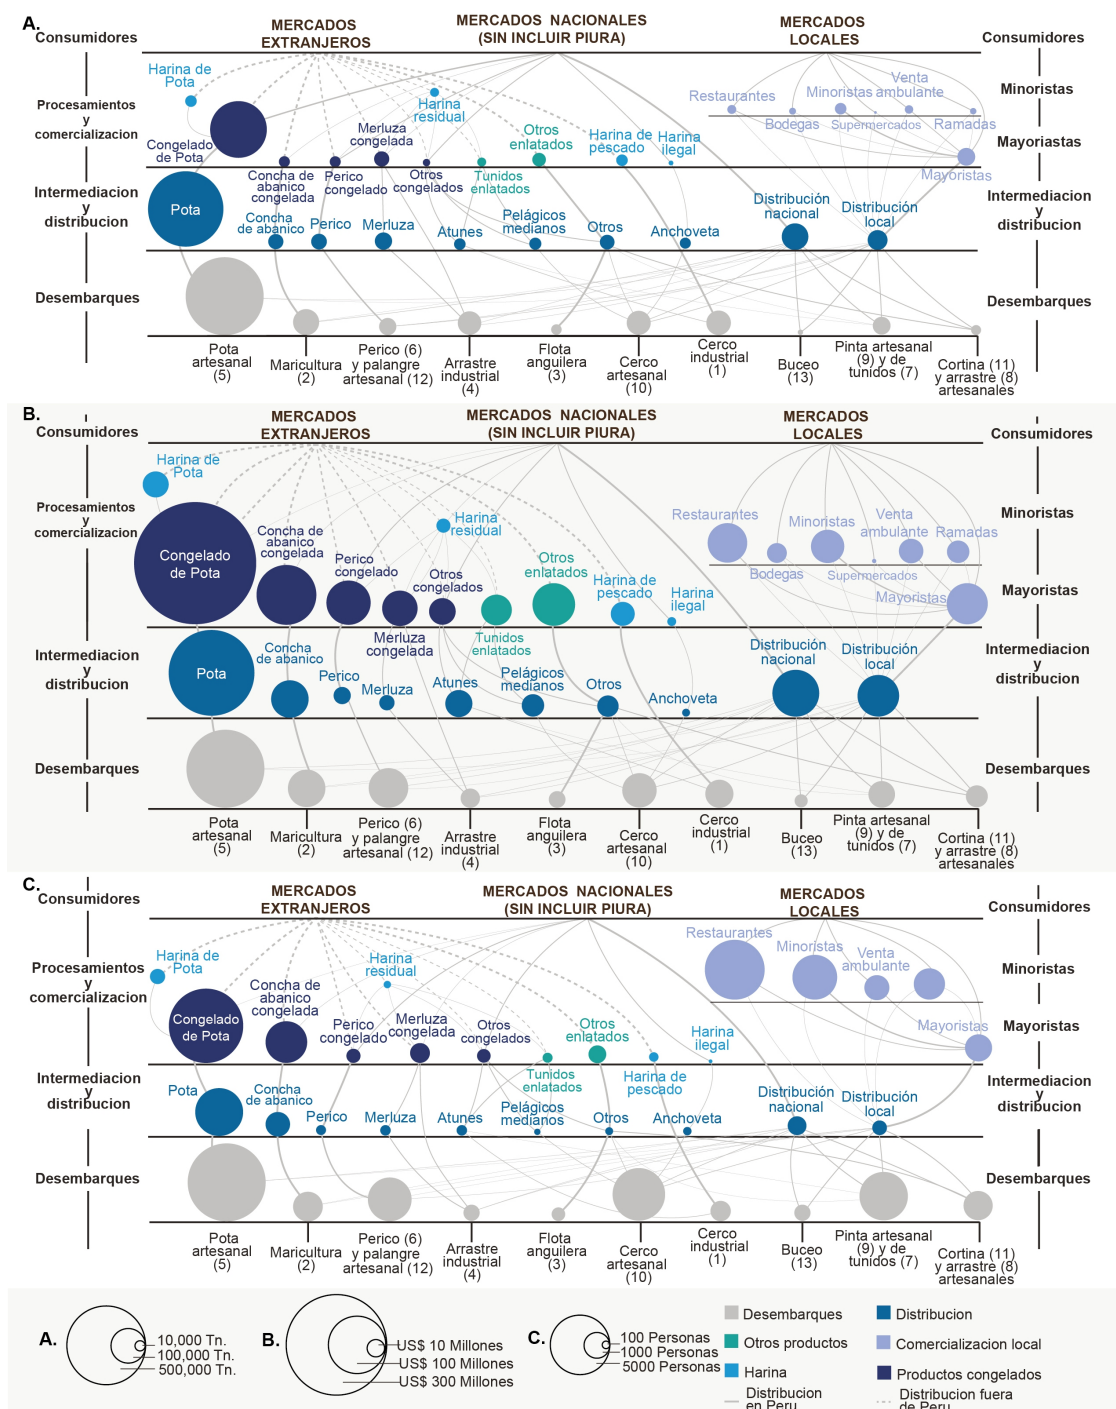 A.
Consumidores
MERCADOS
EXTRANJEROS
MERCADOS NACIONALES
(SIN INCLUIR PIURA)
MERCADOS
LOCALES
Consumidores
Harina de
Pota
Harina
residual
Venta
Minoristas ambulante
Restaurantes
Minoristas
Procesamientos
y
comercializacion
Bodegas
Supermercados
Ramadas
Merluza
congelada
Otros
enlatados
Harina de
pescado
Harina
ilegal
Congelado
de Pota
Mayoriastas
Concha de
abanico
congelada
Perico
congelado
Otros
congelados
Tunidos
enlatados
Mayoristas
Intermediacion
y
distribucion
Pota
Concha
de abanico
Perico
Merluza
Atunes
Pelágicos
medianos
Otros
Anchoveta
Distribución
nacional
Distribución
local
Intermediacion
y
distribucion
Desembarques
Desembarques
Pota
artesanal
(5)
Maricultura
(2)
Perico (6)
y palangre
artesanal (12)
Arrastre
industrial
(4)
Flota
anguilera
(3)
Cerco
artesanal
(10)
Cerco
industrial
(1)
Buceo
(13)
Pinta artesanal
(9) y de
tunidos (7)
Cortina (11)
y arrastre (8)
artesanales
B.
Consumidores
MERCADOS
EXTRANJEROS
MERCADOS NACIONALES
(SIN INCLUIR PIURA)
MERCADOS
LOCALES
Consumidores
Harina de
Pota
Procesamientos
y
comercializacion
Congelado
de Pota
Concha de
abanico
congelada
Perico
congelado
Merluza
congelada
Otros
congelados
Harina
residual
Tunidos
enlatados
Otros
enlatados
Harina de
pescado
Harina
ilegal
Restaurantes
Bodegas
Minoristas
Supermercados
Venta
ambulante
Ramadas
Mayoristas
Minoristas
Mayoristas
Intermediacion
y
distribucion
Pota
Concha
de abanico
Perico
Merluza
Atunes
Pelágicos
medianos
Otros
Anchoveta
Distribución
nacional
Distribución
local
Intermediacion
y
distribucion
Desembarques
Desembarques
Pota
artesanal
(5)
Maricultura
(2)
Perico (6)
y palangre
artesanal (12)
Arrastre
industrial
(4)
Flota
anguilera
(3)
Cerco
artesanal
(10)
Cerco
industrial
(1)
Buceo
(13)
Pinta artesanal
(9) y de
tunidos (7)
Cortina (11)
y arrastre (8)
artesanales
C.
Consumidores
MERCADOS
EXTRANJEROS
MERCADOS NACIONALES
(SIN INCLUIR PIURA)
MERCADOS
LOCALES
Consumidores
Harina de
Pota
Procesamientos
y
comercializacion
Congelado
de Pota
Concha de
abanico
congelada
Perico
congelado
Harina
residual
Merluza
congelada
Otros
congelados
Tunidos
enlatados
Otros
enlatados
Harina de
pescado
Harina
ilegal
Restaurantes
Minoristas
Venta
ambulante
Mayoristas
Minoristas
Mayoristas
Intermediacion
y
distribucion
Pota
Concha
de abanico
Perico
Merluza
Atunes
Pelágicos
medianos
Otros
Anchoveta
Distribución
nacional
Distribución
local
Intermediacion
y
distribucion
Desembarques
Desembarques
Pota
artesanal
(5)
Maricultura
(2)
Perico (6)
y palangre
artesanal (12)
Arrastre
industrial
(4)
Flota
anguilera
(3)
Cerco
artesanal
(10)
Cerco
industrial
(1)
Buceo
(13)
Pinta artesanal
(9) y de
tunidos (7)
Cortina (11)
y arrastre (8)
artesanales
A.
10,000 Tn.
100,000 Tn.
500,000 Tn.
B.
US$ 10 Millones
US$ 100 Millones
US$ 300 Millones
C.
100 Personas
1000 Personas
5000 Personas
Desembarques
Otros productos
Harina
Distribucion
en Peru
Distribucion
Comercializacion local
Productos congelados
Distribucion fuera
de Peru